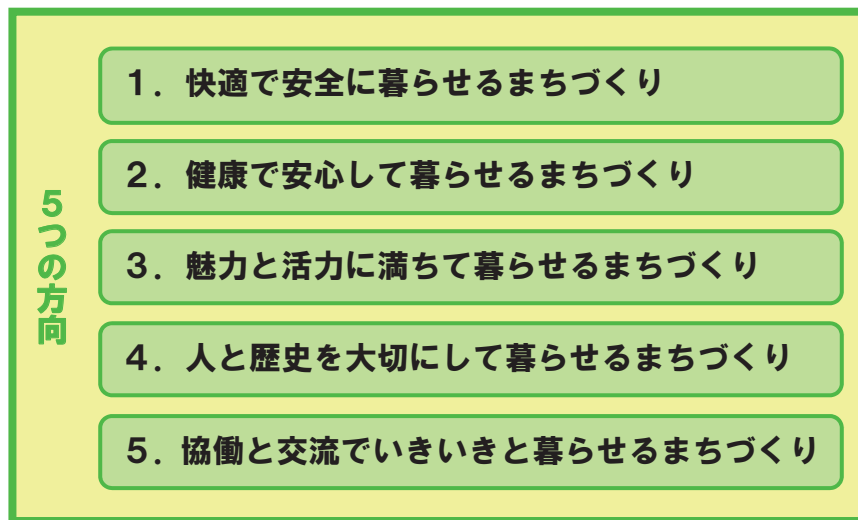 5つの方向
1. 快適で安全に暮らせるまちづくり
2. 健康で安心して暮らせるまちづくり
3. 魅力と活力に満ちて暮らせるまちづくり
4. 人と歴史を大切にして暮らせるまちづくり
5. 協働と交流でいきいきと暮らせるまちづくり